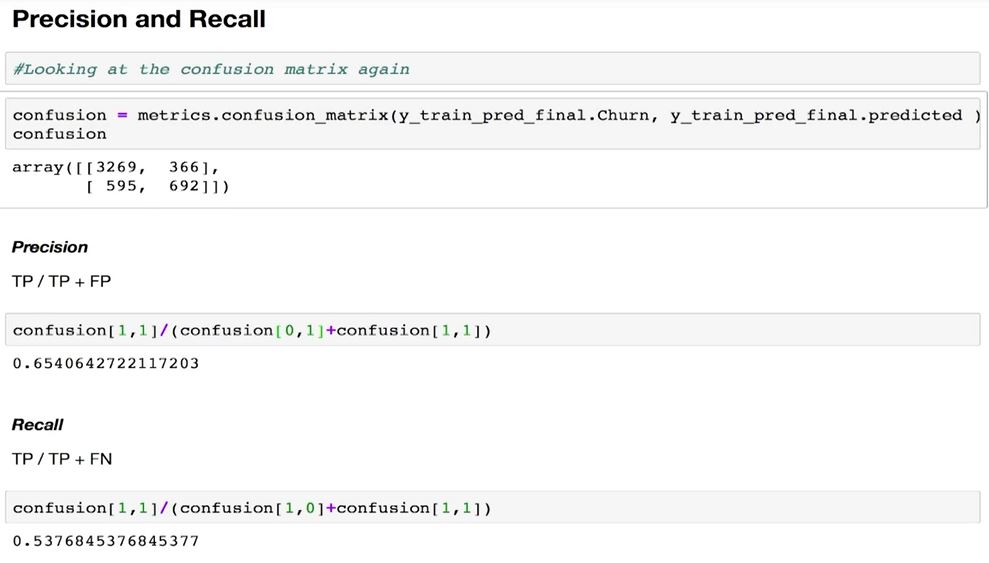 Precision and Recall
#Looking at the confusion matrix again
confusion = metrics.confusion_matrix(y_train_pred_final.Churn, y_train_pred_final.predicted )
confusion
array([[3269,  366],
       [ 595,  692]])
Precision
TP / TP + FP
confusion[1,1]/(confusion[0,1]+confusion[1,1])
0.6540642722117203
Recall
TP / TP + FN
confusion[1,1]/(confusion[1,0]+confusion[1,1])
0.5376845376845377